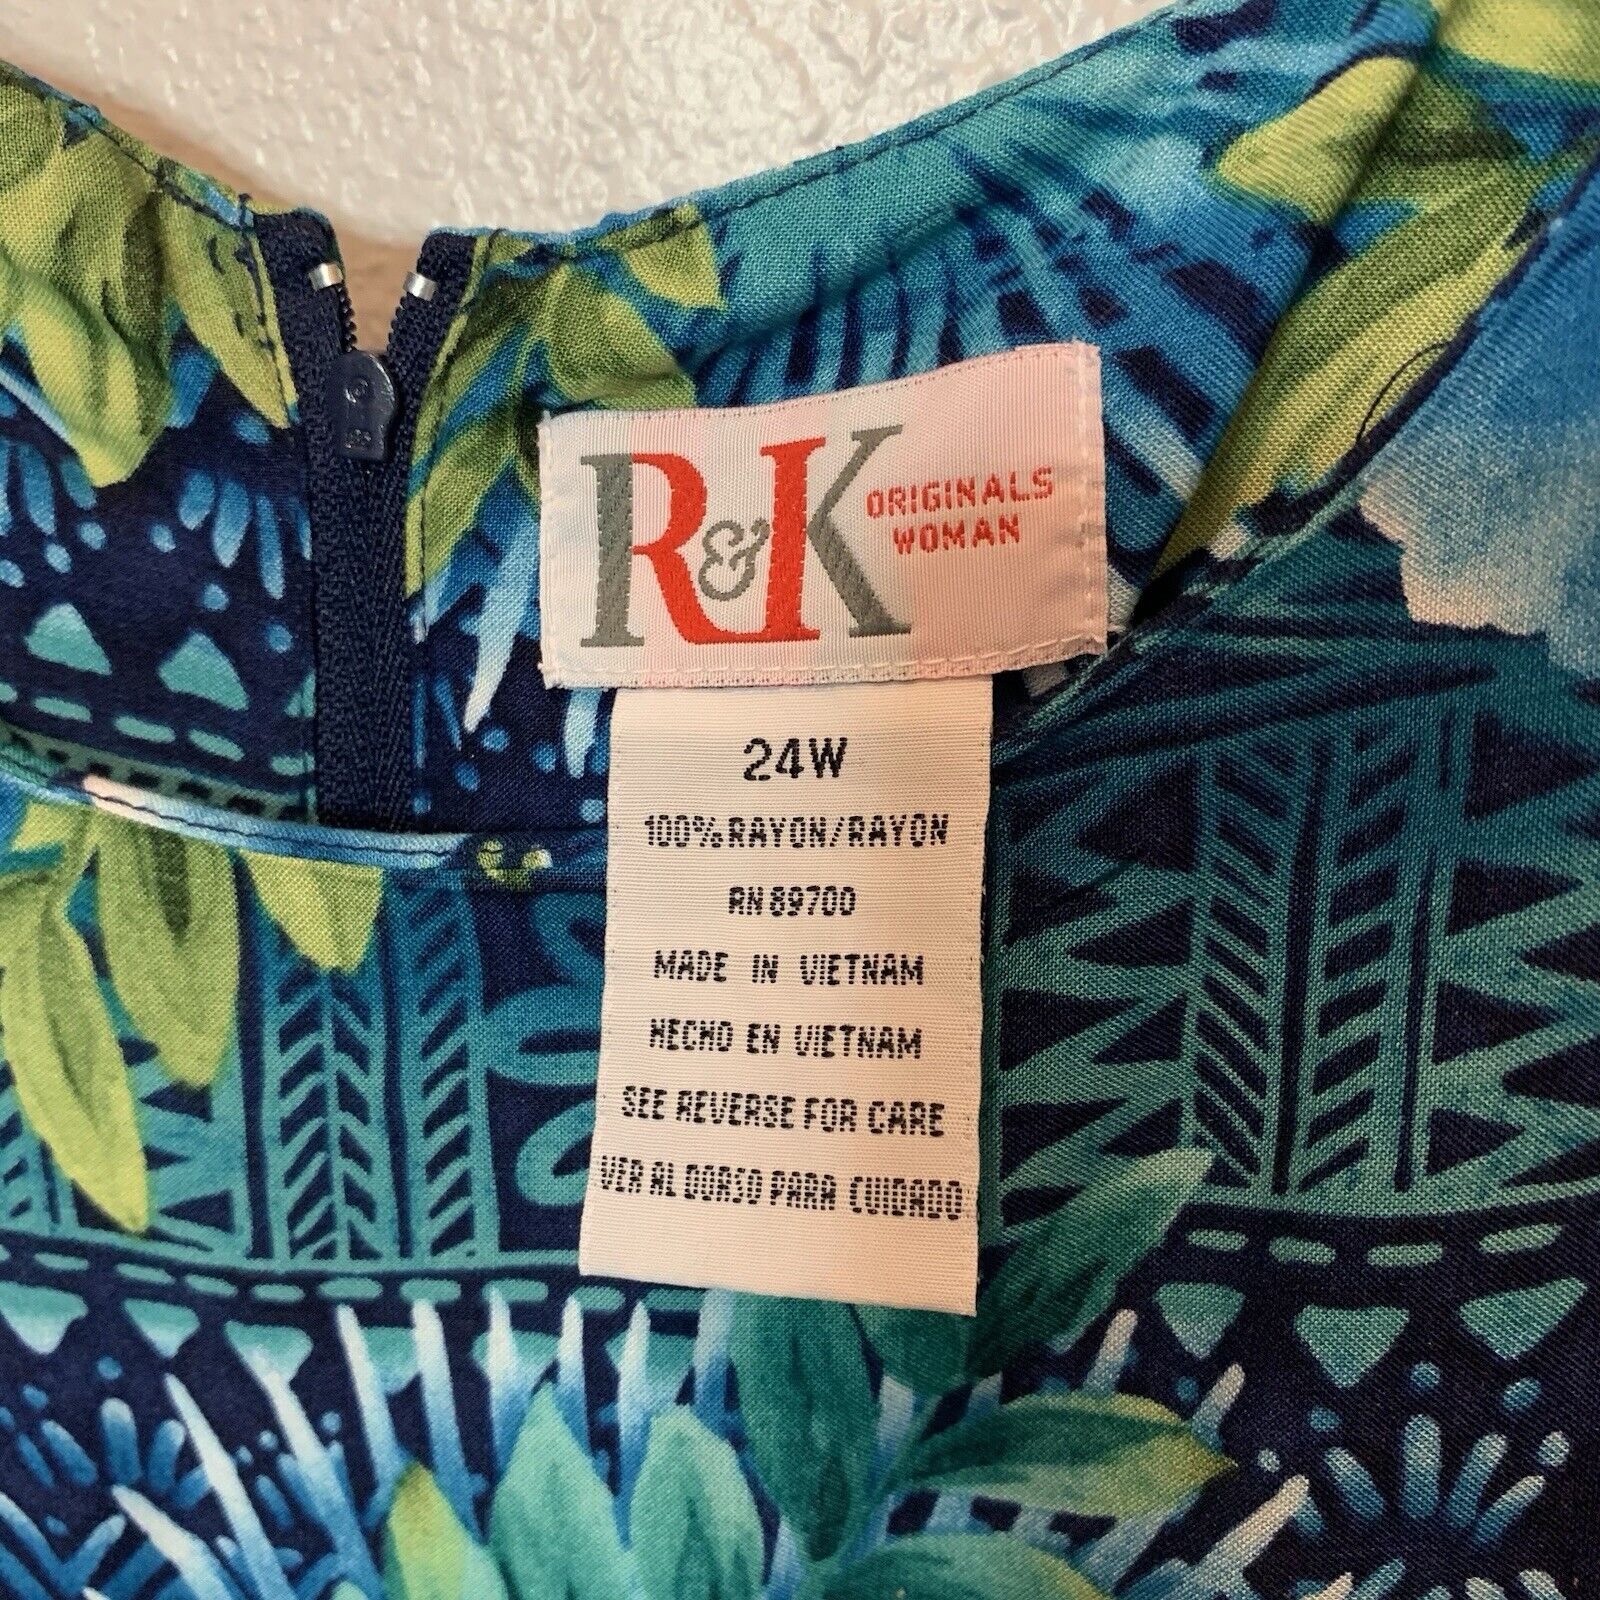 R&K ORIGINALS
WOMAN
24W
100% RAYON/RAYON
RN 89700
MADE IN VIETNAM
HECHO EN VIETNAM
SEE REVERSE FOR CARE
VER AL DORSO PARA CUIDADO